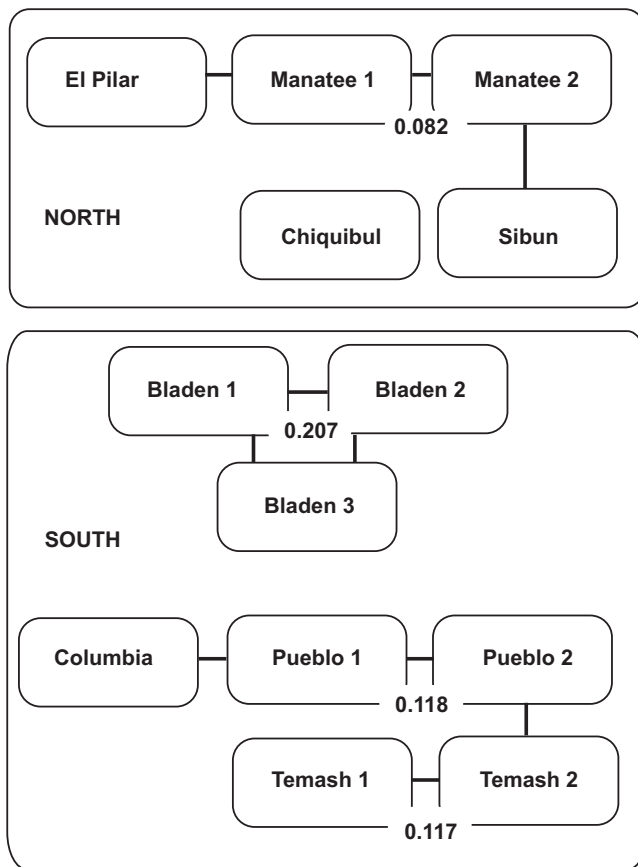 El Pilar Manatee 1 Manatee 2
0.082
NORTH
Chiquibul Sibun
Bladen 1 Bladen 2
0.207
Bladen 3
SOUTH
Columbia Pueblo 1 Pueblo 2
0.118
Temash 1 Temash 2
0.117